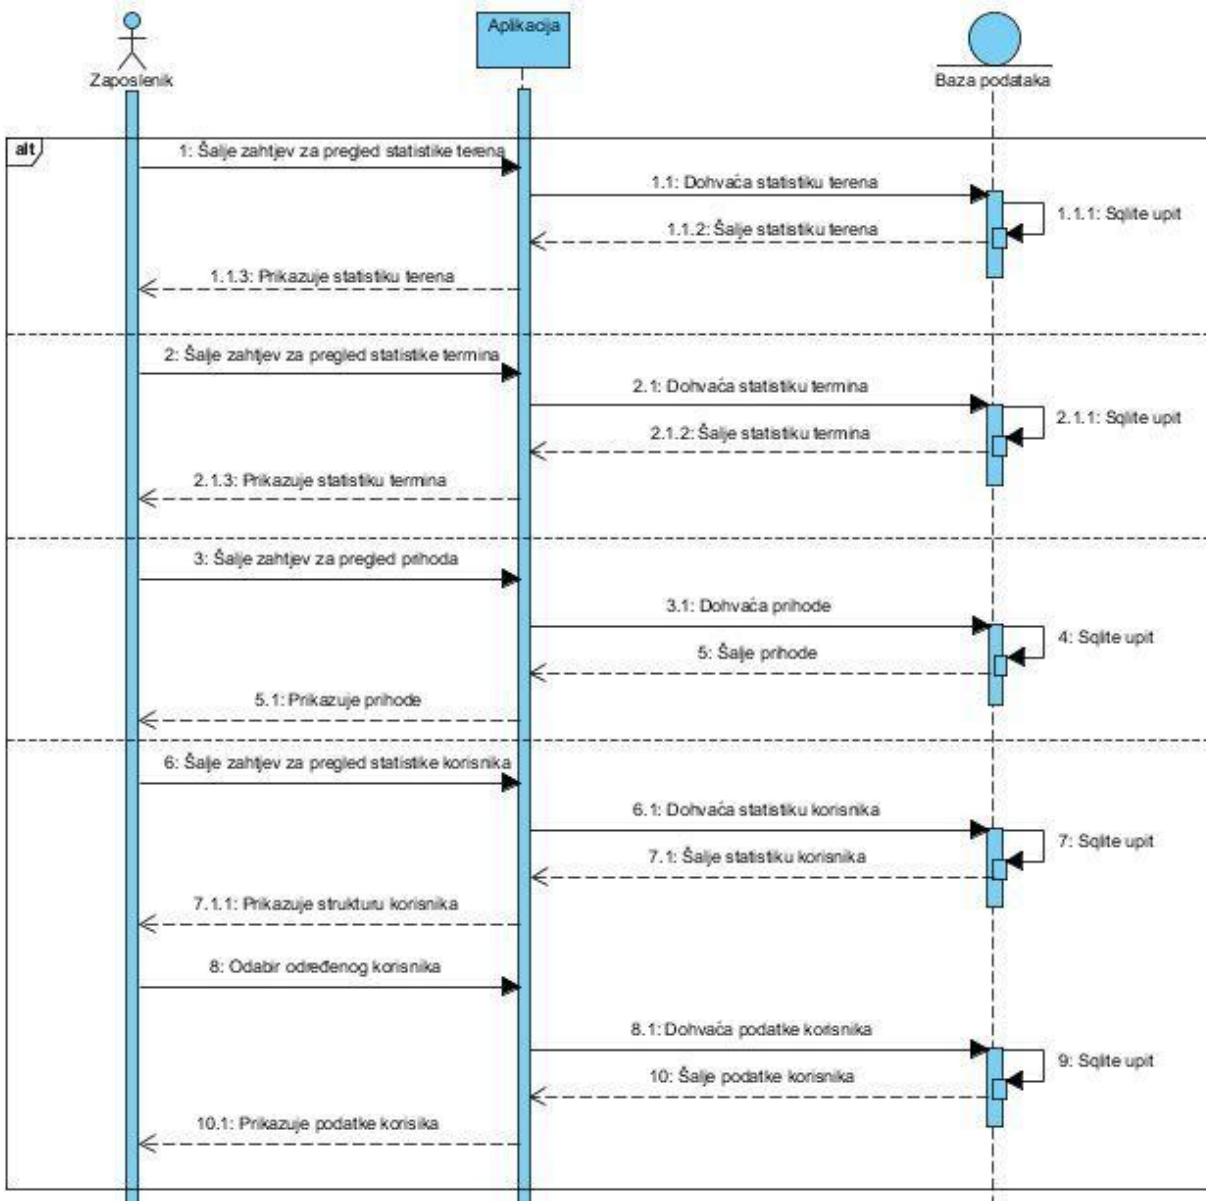 Zaposlenik
Aplikacija
Baza podataka
alt
1: Šalje zahtjev za pregled statistike terena
1.1: Dohvaća statistiku terena
1.1.1: Sqlite upit
1.1.2: Šalje statistiku terena
1.1.3: Prikazuje statistiku terena
2: Šalje zahtjev za pregled statistike termina
2.1: Dohvaća statistiku termina
2.1.1: Sqlite upit
2.1.2: Šalje statistiku termina
2.1.3: Prikazuje statistiku termina
3: Šalje zahtjev za pregled prihoda
3.1: Dohvaća prihode
4: Sqlite upit
5: Šalje prihode
5.1: Prikazuje prihode
6: Šalje zahtjev za pregled statistike korisnika
6.1: Dohvaća statistiku korisnika
7: Sqlite upit
7.1: Šalje statistiku korisnika
7.1.1: Prikazuje strukturu korisnika
8: Odabir određenog korisnika
8.1: Dohvaća podatke korisnika
9: Sqlite upit
10: Šalje podatke korisnika
10.1: Prikazuje podatke korisika